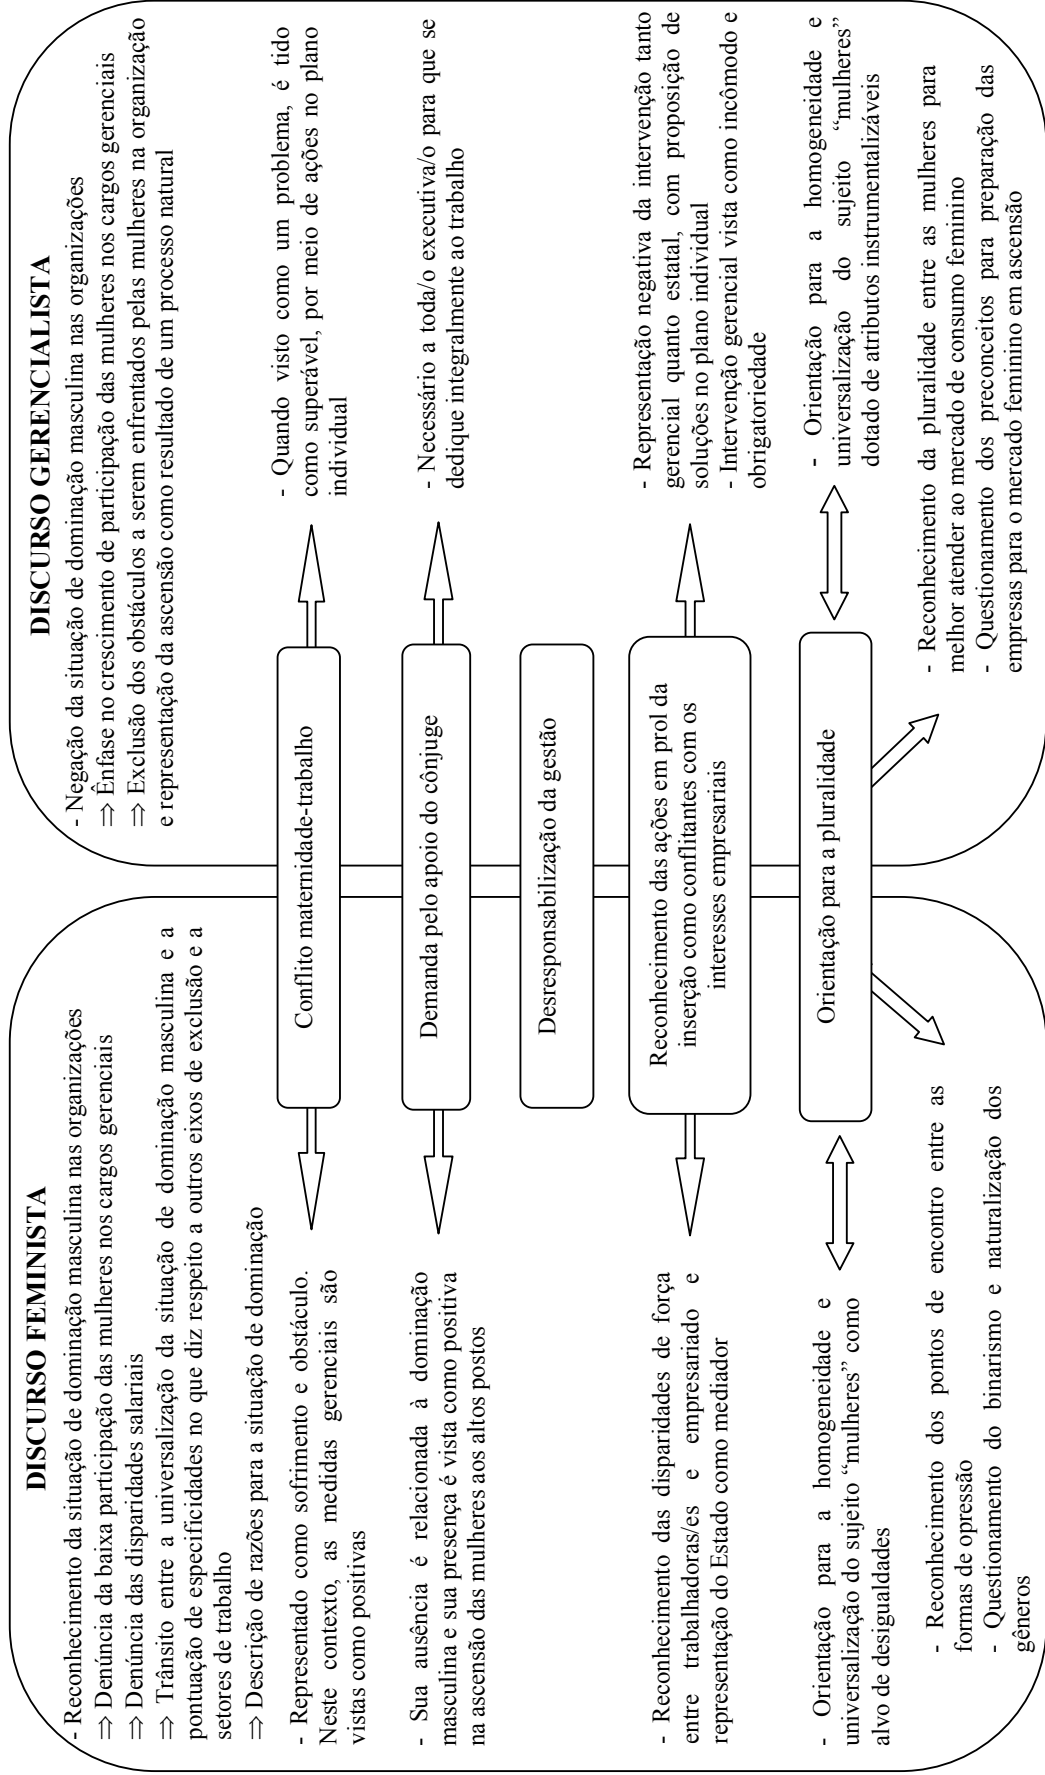 DISCURSO FEMINISTA
- Reconhecimento da situação de dominação masculina nas organizações
⇒ Denúncia da baixa participação das mulheres nos cargos gerenciais
⇒ Denúncia das disparidades salariais
⇒ Trânsito entre a universalização da situação de dominação masculina e a
pontuação de especificidades no que diz respeito a outros eixos de exclusão e a
setores de trabalho
⇒ Descrição de razões para a situação de dominação
- Representado como sofrimento e obstáculo.
Neste contexto, as medidas gerenciais são
vistas como positivas
- Sua ausência é relacionada à dominação
masculina e sua presença é vista como positiva
na ascensão das mulheres aos altos postos
- Reconhecimento das disparidades de força
entre trabalhadoras/es e empresariado e
representação do Estado como mediador
- Orientação para a homogeneidade e
universalização do sujeito “mulheres” como
alvo de desigualdades
- Reconhecimento dos pontos de encontro entre as
formas de opressão
- Questionamento do binarismo e naturalização dos
gêneros
Conflito maternidade-trabalho
Demanda pelo apoio do cônjuge
Desresponsabilização da gestão
Reconhecimento das ações em prol da
inserção como conflitantes com os
interesses empresariais
Orientação para a pluralidade
DISCURSO GERENCIALISTA
- Negação da situação de dominação masculina nas organizações
⇒ Ênfase no crescimento de participação das mulheres nos cargos gerenciais
⇒ Exclusão dos obstáculos a serem enfrentados pelas mulheres na organização
e representação da ascensão como resultado de um processo natural
- Quando visto como um problema, é tido
como superável, por meio de ações no plano
individual
- Necessário a toda/o executiva/o para que se
dedique integralmente ao trabalho
- Representação negativa da intervenção tanto
gerencial quanto estatal, com proposição de
soluções no plano individual
- Intervenção gerencial vista como incômodo e
obrigatoriedade
- Orientação para a homogeneidade e
universalização do sujeito “mulheres”
dotado de atributos instrumentalizáveis
- Reconhecimento da pluralidade entre as mulheres para
melhor atender ao mercado de consumo feminino
- Questionamento dos preconceitos para preparação das
empresas para o mercado feminino em ascensão